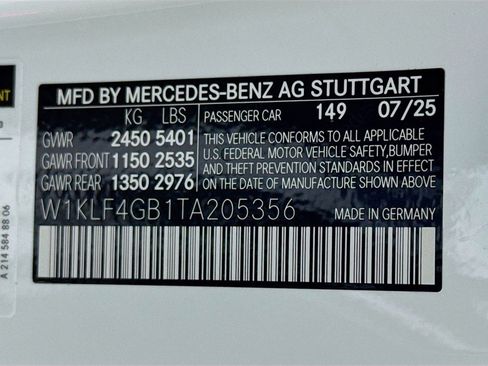 MFD BY MERCEDES-BENZ AG STUTTGART
KG LBS
PASSENGER CAR 149 07/25
GVWR 2450 5401
GAWR FRONT 1150 2535
GAWR REAR 1350 2976
THIS VEHICLE CONFORMS TO ALL APPLICABLE
U.S. FEDERAL MOTOR VEHICLE SAFETY,BUMPER
AND THEFT PREVENTION STANDARDS IN EFFECT
ON THE DATE OF MANUFACTURE SHOWN ABOVE.
W1KLF4GB1TA205356 MADE IN GERMANY
A 214 584 88 06